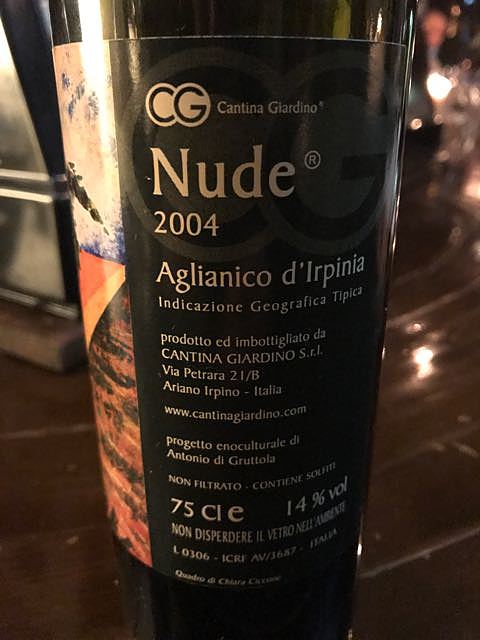 CG Cantina Giardino®
Nude®
2004
Aglianico d'Irpinia
Indicazione Geografica Tipica
prodotto ed imbottigliato da
CANTINA GIARDINO S.r.l.
Via Petrara 21/B
Ariano Irpino - Italia
www.cantinagiardino.com
progetto enoculturale di
Antonio di Gruttola
NON FILTRATO - CONTIENE SOLFITI
75 Cl e 14 % vol
NON DISPERDERE IL VETRO NELL'AMBIENTE
L 0306 - ICRF AV/3687 - ITALIA
Quadro di Chiara Ciccone